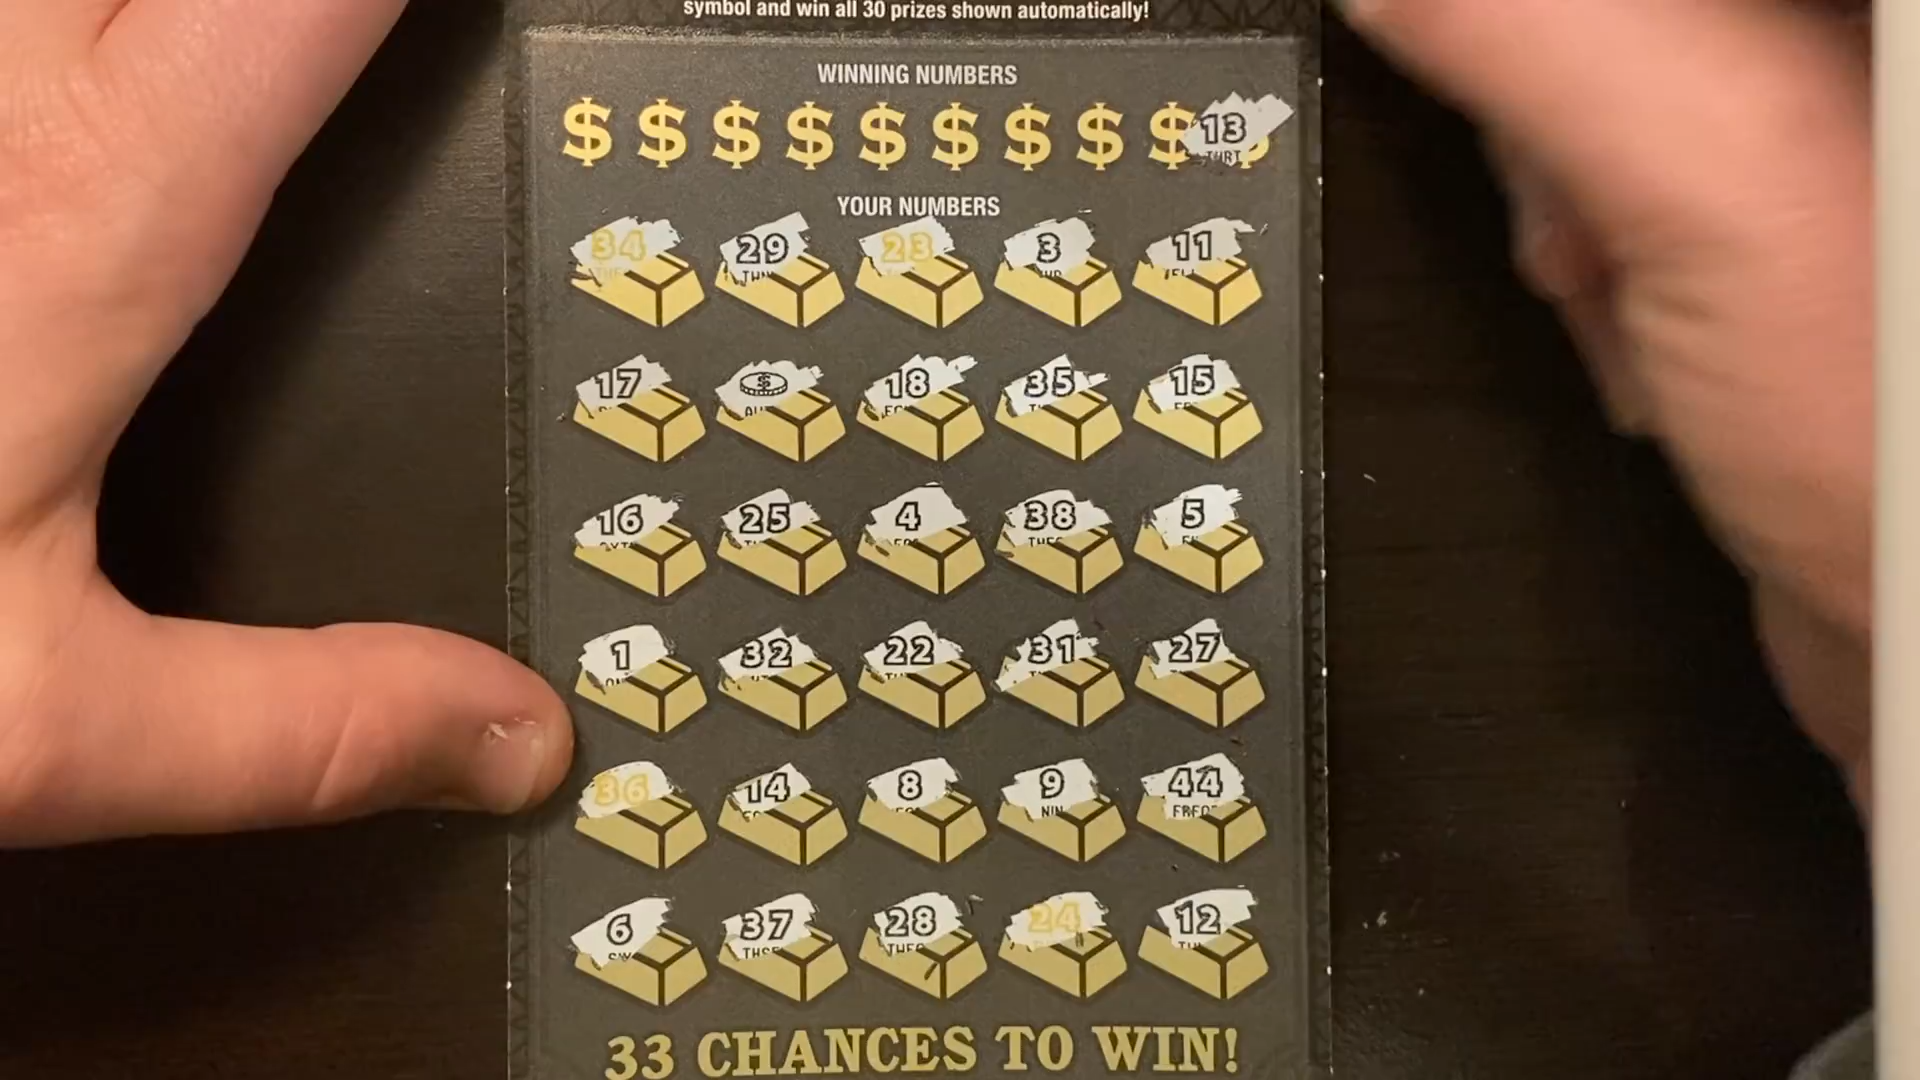 symbol and win all 30 prizes shown automatically!
WINNING NUMBERS
$ $ $ $ $ $ $ $ $ 13
YOUR NUMBERS
34 29 23 3 11
17 $ 18 35 15
16 25 4 38 5
1 32 22 31 27
36 14 8 9 44
6 37 28 24 12
33 CHANCES TO WIN!